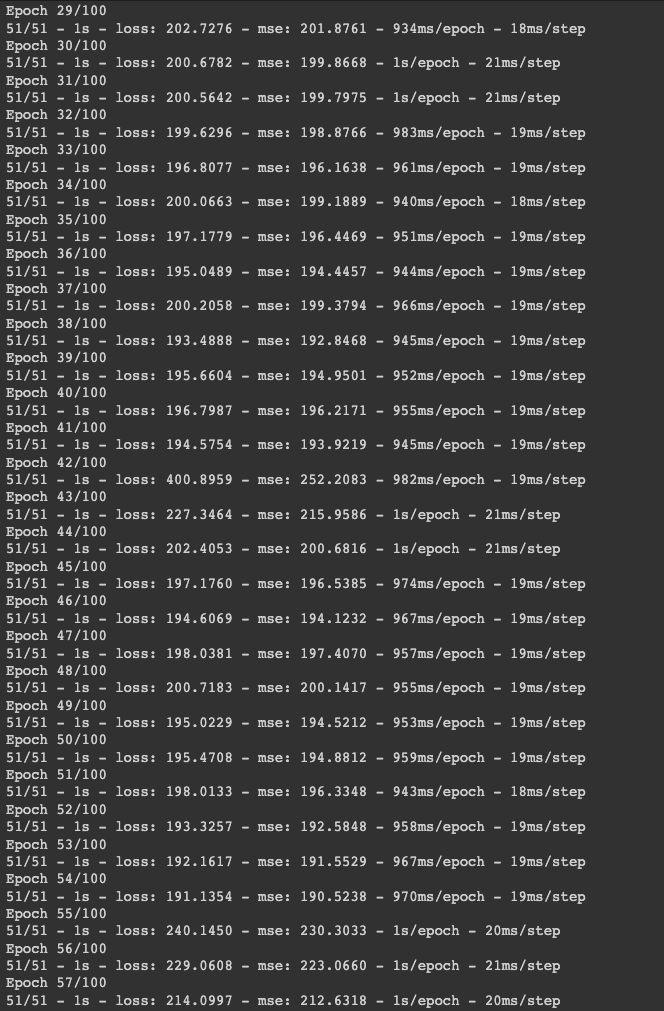 Epoch 29/100
51/51 - 1s - loss: 202.7276 - mse: 201.8761 - 934ms/epoch - 18ms/step
Epoch 30/100
51/51 - 1s - loss: 200.6782 - mse: 199.8668 - 1s/epoch - 21ms/step
Epoch 31/100
51/51 - 1s - loss: 200.5642 - mse: 199.7975 - 1s/epoch - 21ms/step
Epoch 32/100
51/51 - 1s - loss: 199.6296 - mse: 198.8766 - 983ms/epoch - 19ms/step
Epoch 33/100
51/51 - 1s - loss: 196.8077 - mse: 196.1638 - 961ms/epoch - 19ms/step
Epoch 34/100
51/51 - 1s - loss: 200.0663 - mse: 199.1889 - 940ms/epoch - 18ms/step
Epoch 35/100
51/51 - 1s - loss: 197.1779 - mse: 196.4469 - 951ms/epoch - 19ms/step
Epoch 36/100
51/51 - 1s - loss: 195.0489 - mse: 194.4457 - 944ms/epoch - 19ms/step
Epoch 37/100
51/51 - 1s - loss: 200.2058 - mse: 199.3794 - 966ms/epoch - 19ms/step
Epoch 38/100
51/51 - 1s - loss: 193.4888 - mse: 192.8468 - 945ms/epoch - 19ms/step
Epoch 39/100
51/51 - 1s - loss: 195.6604 - mse: 194.9501 - 952ms/epoch - 19ms/step
Epoch 40/100
51/51 - 1s - loss: 196.7987 - mse: 196.2171 - 955ms/epoch - 19ms/step
Epoch 41/100
51/51 - 1s - loss: 194.5754 - mse: 193.9219 - 945ms/epoch - 19ms/step
Epoch 42/100
51/51 - 1s - loss: 400.8959 - mse: 252.2083 - 982ms/epoch - 19ms/step
Epoch 43/100
51/51 - 1s - loss: 227.3464 - mse: 215.9586 - 1s/epoch - 21ms/step
Epoch 44/100
51/51 - 1s - loss: 202.4053 - mse: 200.6816 - 1s/epoch - 21ms/step
Epoch 45/100
51/51 - 1s - loss: 197.1760 - mse: 196.5385 - 974ms/epoch - 19ms/step
Epoch 46/100
51/51 - 1s - loss: 194.6069 - mse: 194.1232 - 967ms/epoch - 19ms/step
Epoch 47/100
51/51 - 1s - loss: 198.0381 - mse: 197.4070 - 957ms/epoch - 19ms/step
Epoch 48/100
51/51 - 1s - loss: 200.7183 - mse: 200.1417 - 955ms/epoch - 19ms/step
Epoch 49/100
51/51 - 1s - loss: 195.0229 - mse: 194.5212 - 953ms/epoch - 19ms/step
Epoch 50/100
51/51 - 1s - loss: 195.4708 - mse: 194.8812 - 959ms/epoch - 19ms/step
Epoch 51/100
51/51 - 1s - loss: 198.0133 - mse: 196.3348 - 943ms/epoch - 18ms/step
Epoch 52/100
51/51 - 1s - loss: 193.3257 - mse: 192.5848 - 958ms/epoch - 19ms/step
Epoch 53/100
51/51 - 1s - loss: 192.1617 - mse: 191.5529 - 967ms/epoch - 19ms/step
Epoch 54/100
51/51 - 1s - loss: 191.1354 - mse: 190.5238 - 970ms/epoch - 19ms/step
Epoch 55/100
51/51 - 1s - loss: 240.1450 - mse: 230.3033 - 1s/epoch - 20ms/step
Epoch 56/100
51/51 - 1s - loss: 229.0608 - mse: 223.0660 - 1s/epoch - 21ms/step
Epoch 57/100
51/51 - 1s - loss: 214.0997 - mse: 212.6318 - 1s/epoch - 20ms/step